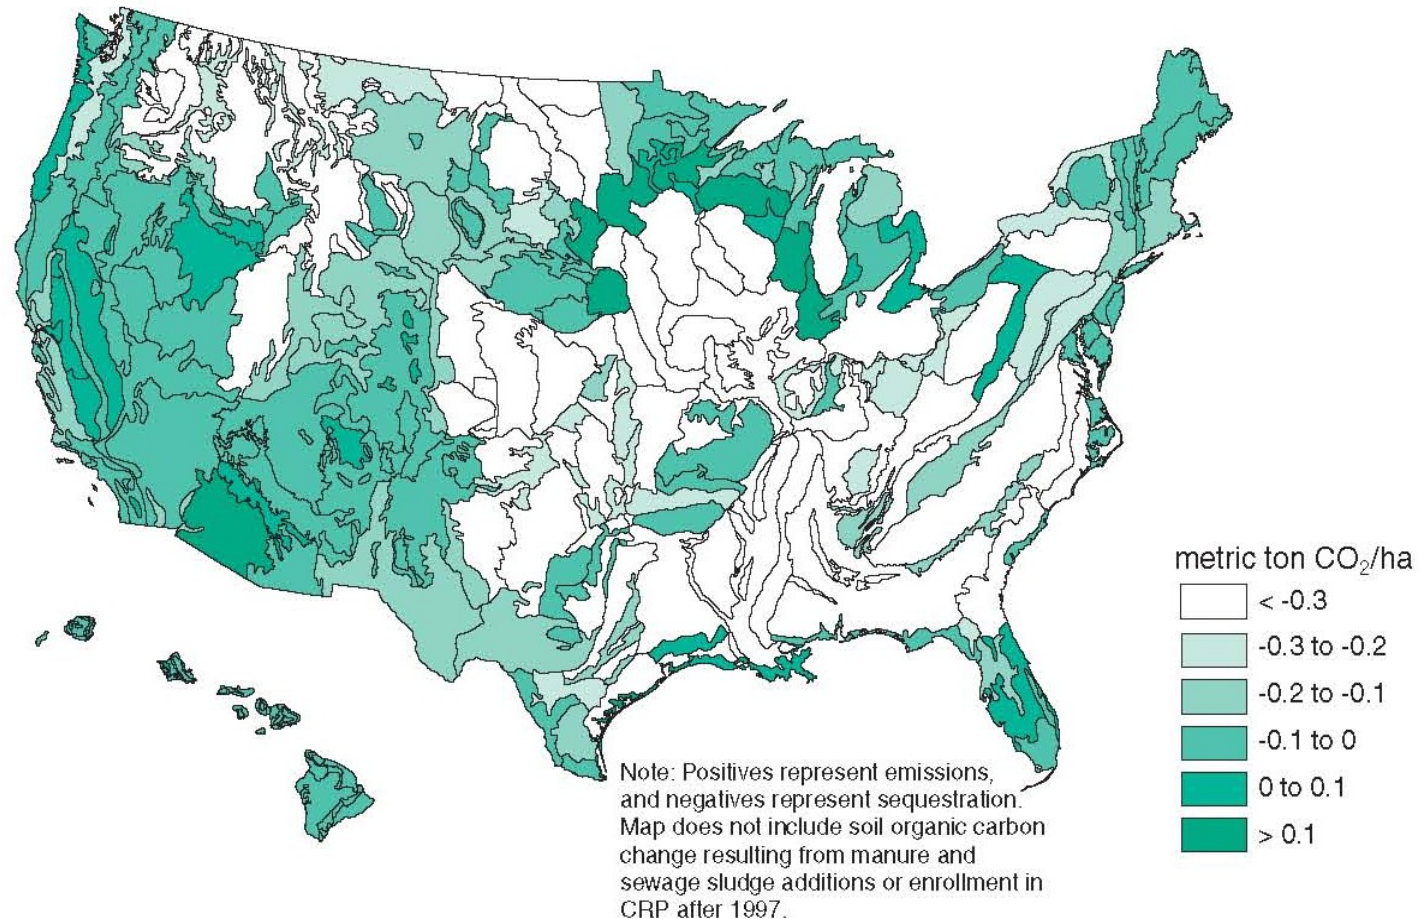 metric ton CO₂/ha
< -0.3
-0.3 to -0.2
-0.2 to -0.1
-0.1 to 0
0 to 0.1
> 0.1
Note: Positives represent emissions,
and negatives represent sequestration.
Map does not include soil organic carbon
change resulting from manure and
sewage sludge additions or enrollment in
CRP after 1997.